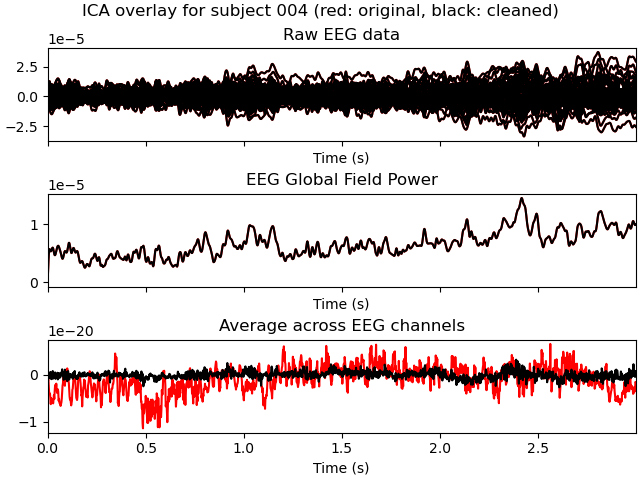 ICA overlay for subject 004 (red: original, black: cleaned)
Raw EEG data
1e−5
2.5
0.0
−2.5
Time (s)
EEG Global Field Power
1e−5
1
0
Time (s)
Average across EEG channels
1e−20
0
−1
0.0 0.5 1.0 1.5 2.0 2.5
Time (s)